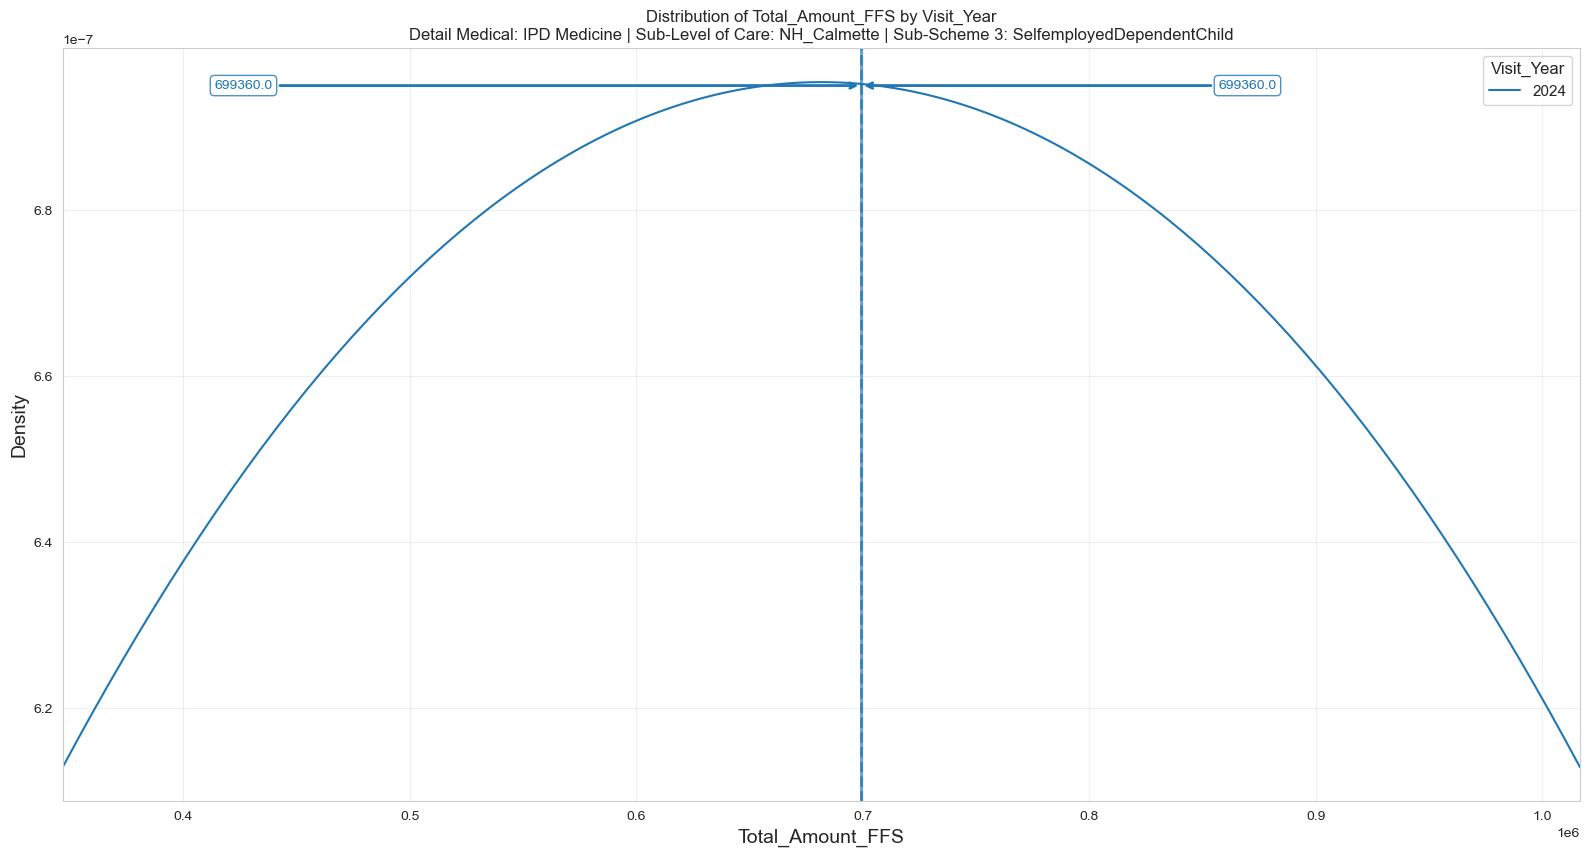 Distribution of Total_Amount_FFS by Visit_Year
Detail Medical: IPD Medicine | Sub-Level of Care: NH_Calmette | Sub-Scheme 3: SelfemployedDependentChild
1e−7
699360.0
699360.0
Visit_Year
2024
6.8
6.6
6.4
6.2
Density
0.4
0.5
0.6
0.7
0.8
0.9
1.0
1e6
Total_Amount_FFS